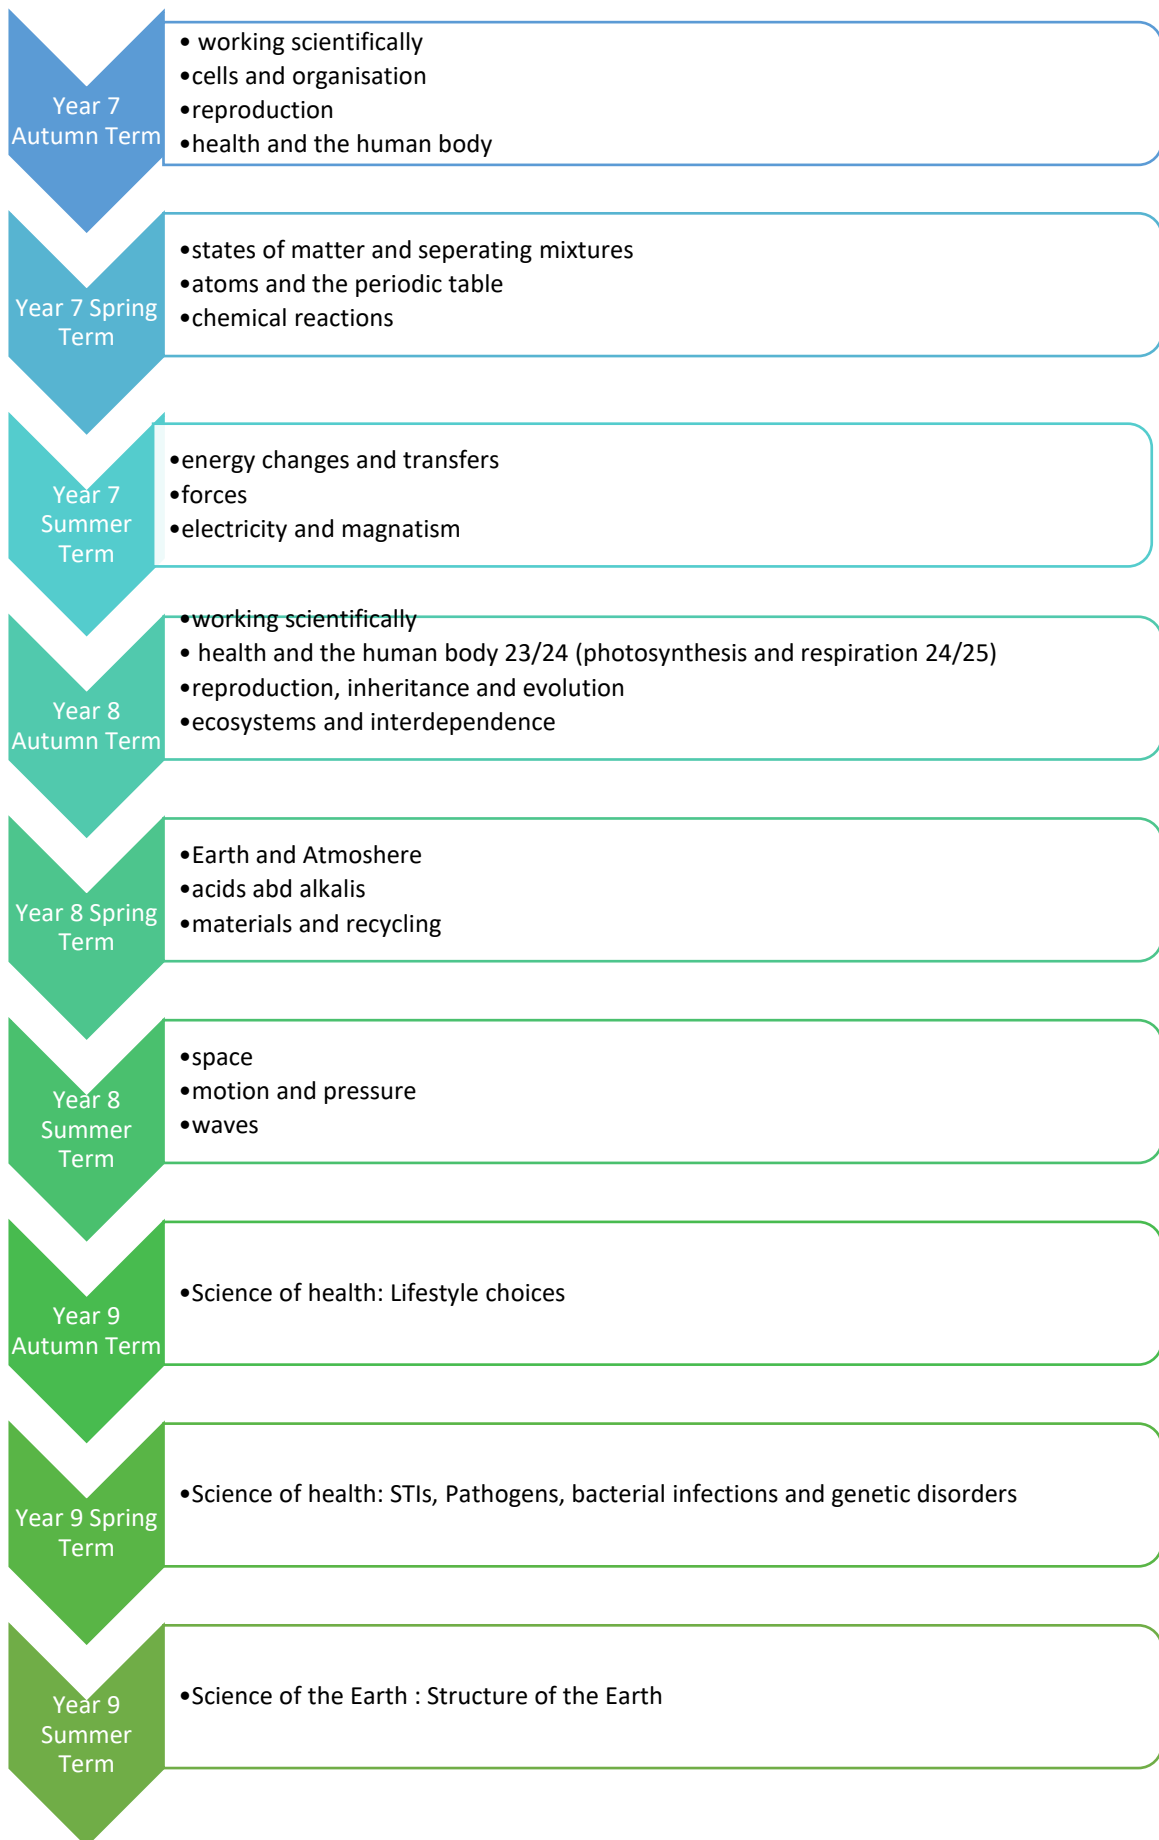 Year 7
Autumn Term
• working scientifically
•cells and organisation
•reproduction
•health and the human body
Year 7 Spring
Term
•states of matter and seperating mixtures
•atoms and the periodic table
•chemical reactions
Year 7
Summer
Term
•energy changes and transfers
•forces
•electricity and magnatism
Year 8
Autumn Term
•working scientifically
• health and the human body 23/24 (photosynthesis and respiration 24/25)
•reproduction, inheritance and evolution
•ecosystems and interdependence
Year 8 Spring
Term
•Earth and Atmoshere
•acids abd alkalis
•materials and recycling
Year 8
Summer
Term
•space
•motion and pressure
•waves
Year 9
Autumn Term
•Science of health: Lifestyle choices
Year 9 Spring
Term
•Science of health: STIs, Pathogens, bacterial infections and genetic disorders
Year 9
Summer
Term
•Science of the Earth : Structure of the Earth